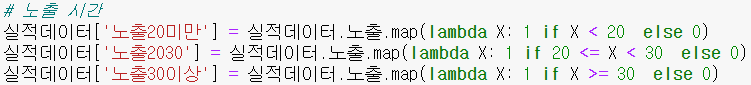 # 노출 시간
실적데이터['노출20미만'] = 실적데이터.노출.map(lambda X: 1 if X < 20  else 0)
실적데이터['노출2030'] = 실적데이터.노출.map(lambda X: 1 if 20 <= X < 30  else 0)
실적데이터['노출30이상'] = 실적데이터.노출.map(lambda X: 1 if X >= 30  else 0)